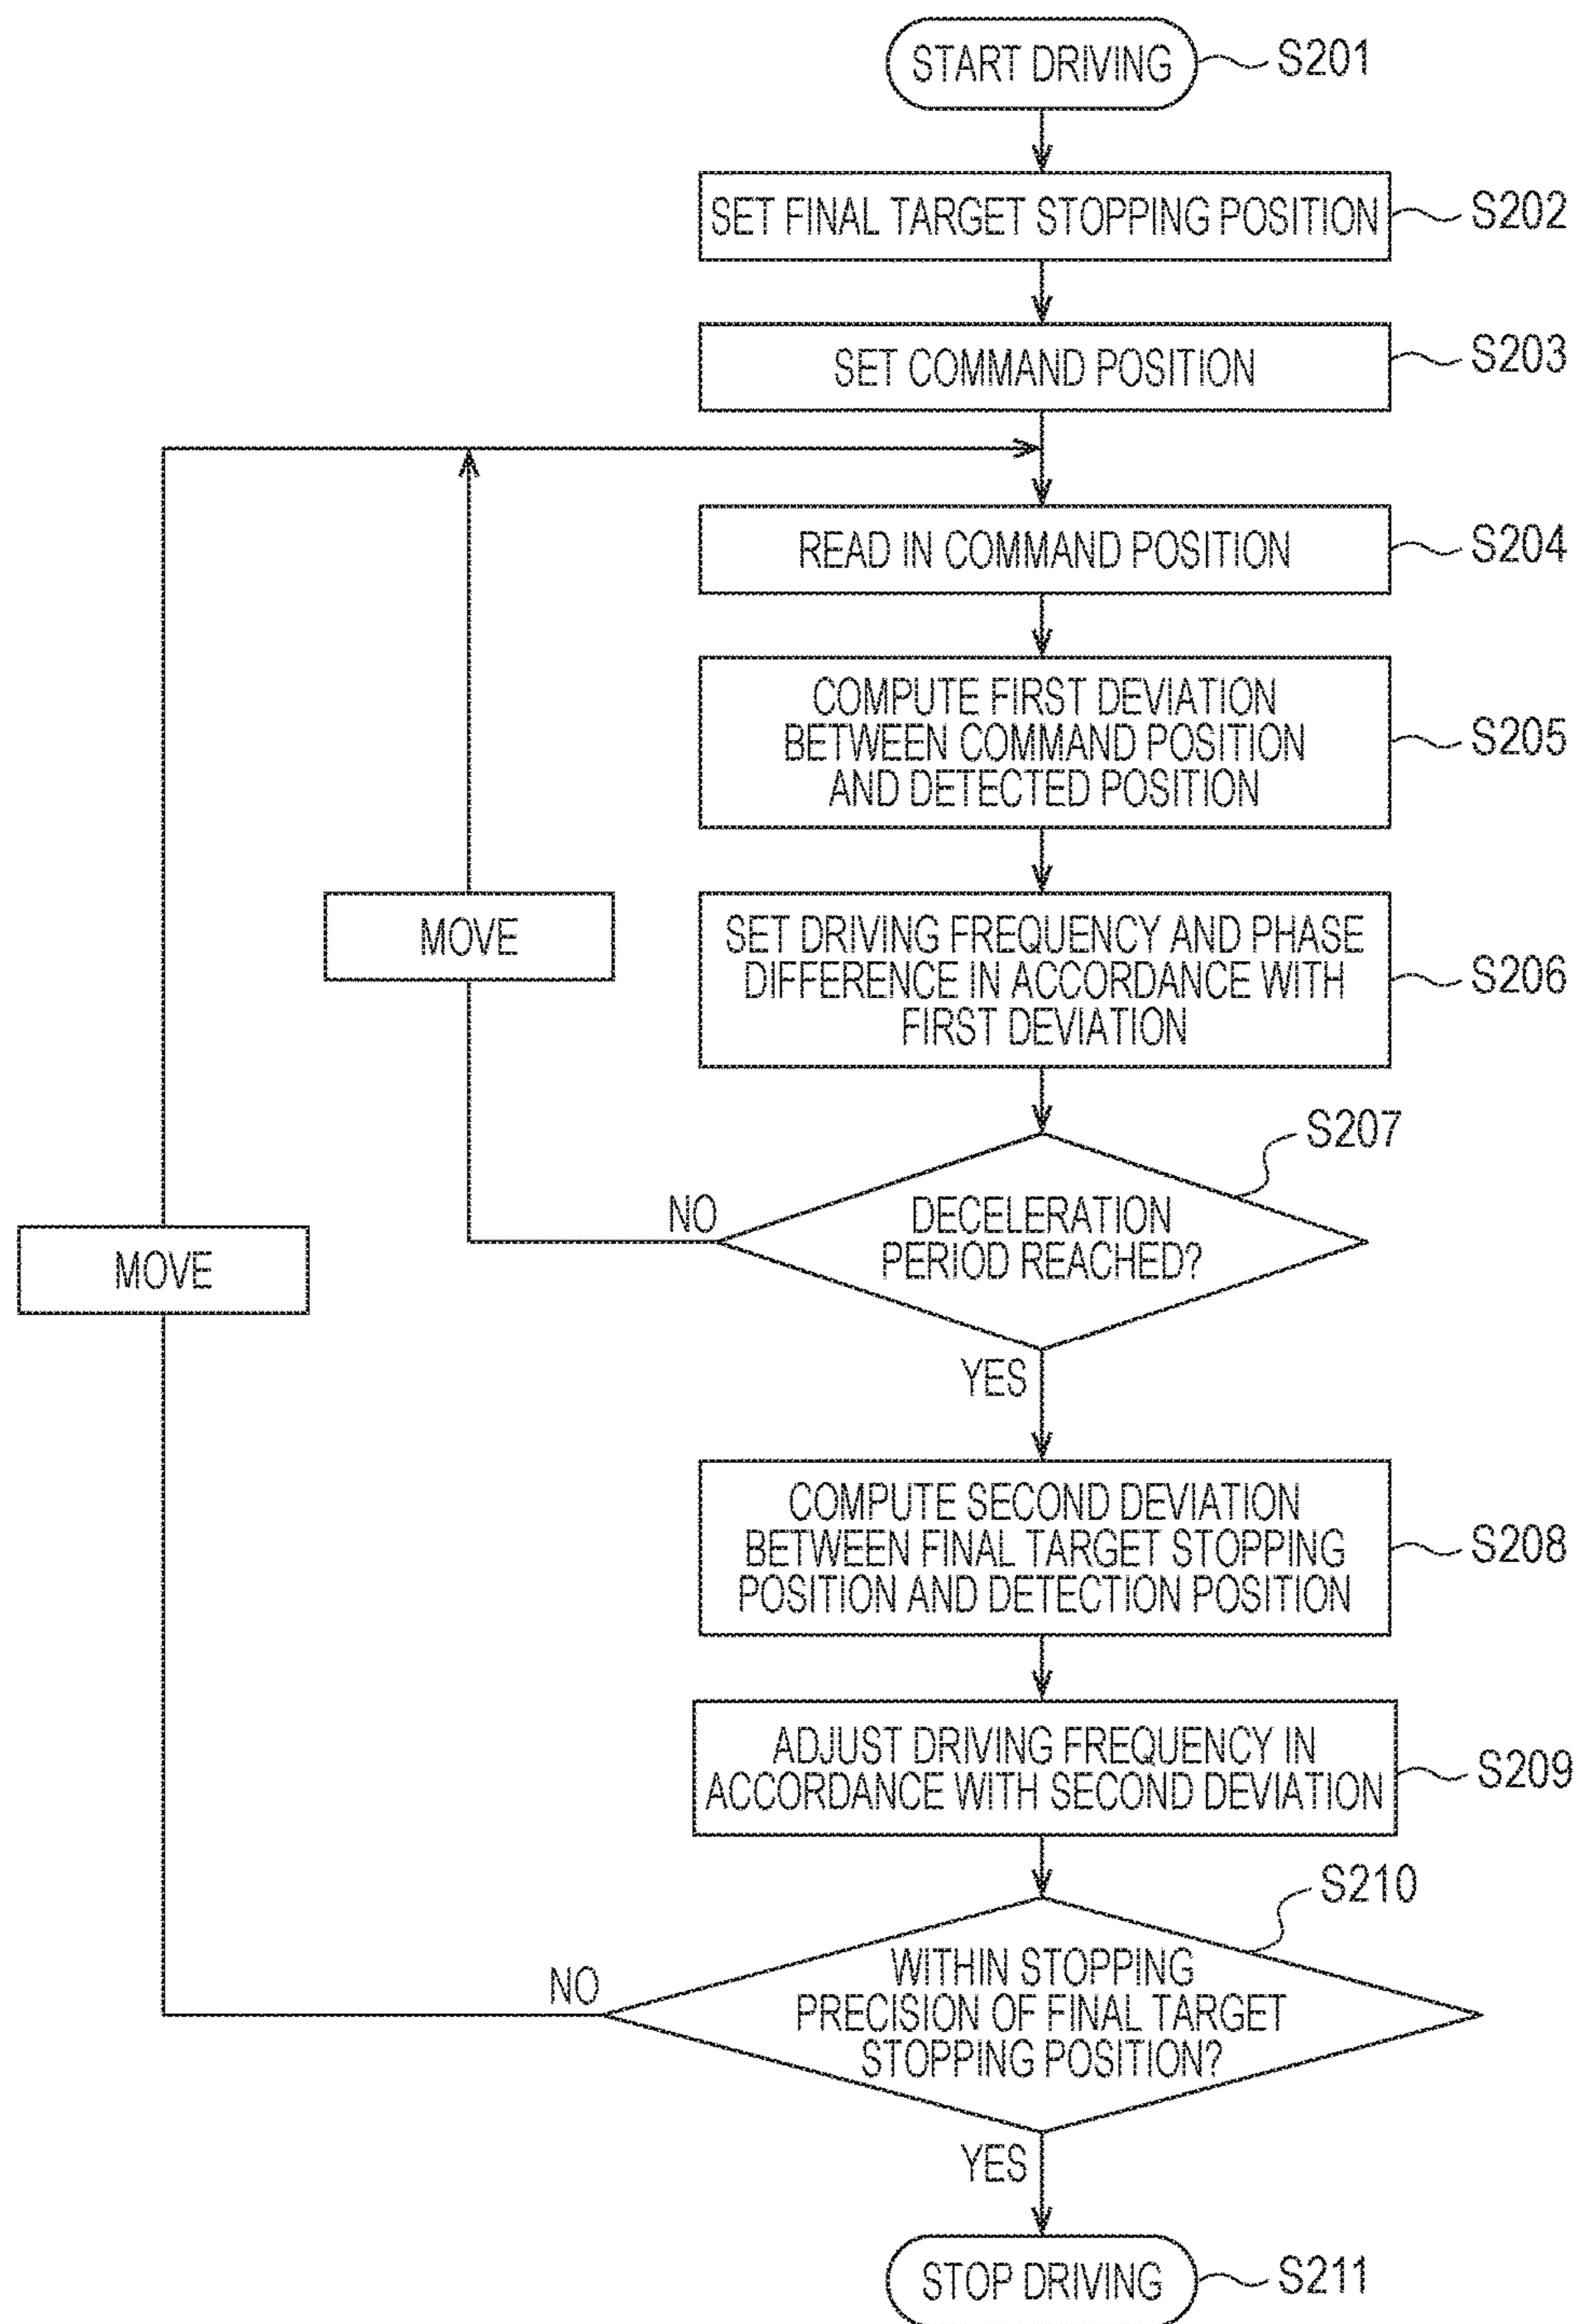 START DRIVING
S201
SET FINAL TARGET STOPPING POSITION
S202
SET COMMAND POSITION
S203
READ IN COMMAND POSITION
S204
COMPUTE FIRST DEVIATION
BETWEEN COMMAND POSITION
AND DETECTED POSITION
S205
MOVE
SET DRIVING FREQUENCY AND PHASE
DIFFERENCE IN ACCORDANCE WITH
FIRST DEVIATION
S206
S207
NO
DECELERATION
PERIOD REACHED?
MOVE
YES
COMPUTE SECOND DEVIATION
BETWEEN FINAL TARGET STOPPING
POSITION AND DETECTION POSITION
S208
ADJUST DRIVING FREQUENCY IN
ACCORDANCE WITH SECOND DEVIATION
S209
S210
NO
WITHIN STOPPING
PRECISION OF FINAL TARGET
STOPPING POSITION?
YES
STOP DRIVING
S211